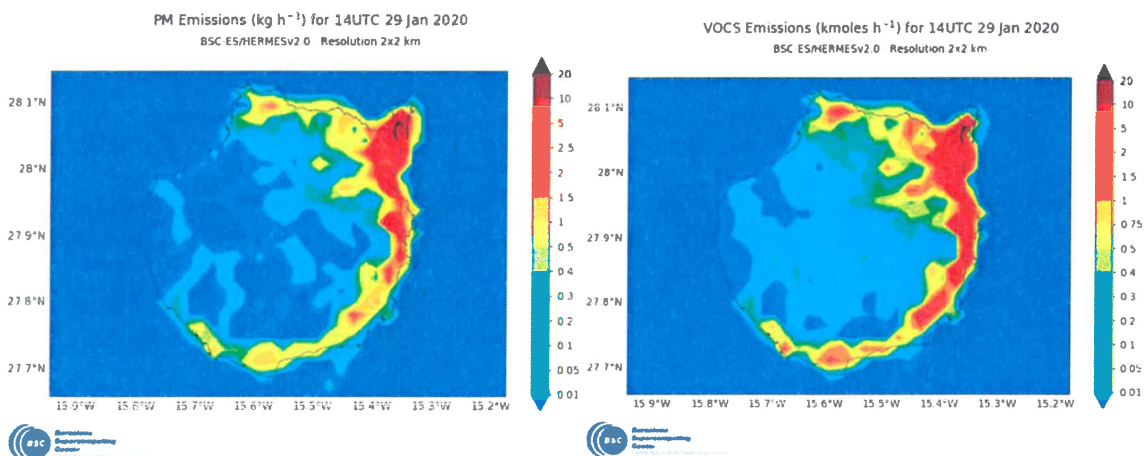 PM Emissions (kg h⁻¹) for 14UTC 29 Jan 2020
BSC-ES/HERMESv2.0 Resolution 2x2 km
28.1°N
28°N
27.9°N
27.8°N
27.7°N
15.9°W 15.8°W 15.7°W 15.6°W 15.5°W 15.4°W 15.3°W 15.2°W
20
10
5
2.5
1.5
1
0.5
0.4
0.3
0.2
0.1
0.05
0.01
BSC
Barcelona
Supercomputing
Center
VOCS Emissions (kmoles h⁻¹) for 14UTC 29 Jan 2020
BSC-ES/HERMESv2.0 Resolution 2x2 km
28.1°N
28°N
27.9°N
27.8°N
27.7°N
15.9°W 15.8°W 15.7°W 15.6°W 15.5°W 15.4°W 15.3°W 15.2°W
20
10
5
2
1.5
1
0.75
0.5
0.4
0.3
0.2
0.1
0.05
0.01
BSC
Barcelona
Supercomputing
Center